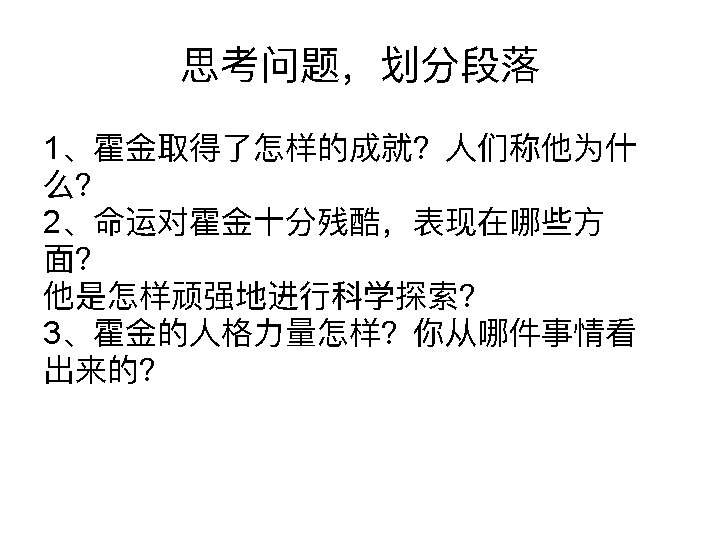 思考问题，划分段落
1、霍金取得了怎样的成就？人们称他为什
么？
2、命运对霍金十分残酷，表现在哪些方
面？
他是怎样顽强地进行科学探索？
3、霍金的人格力量怎样？你从哪件事情看
出来的？